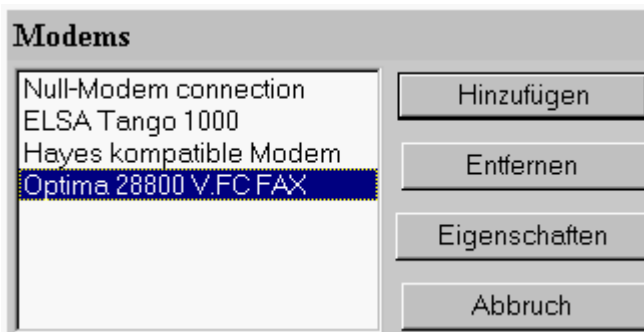 Modems
Null-Modem connection
ELSA Tango 1000
Hayes kompatible Modem
Optima 28800 V.FC FAX
Hinzufügen
Entfernen
Eigenschaften
Abbruch